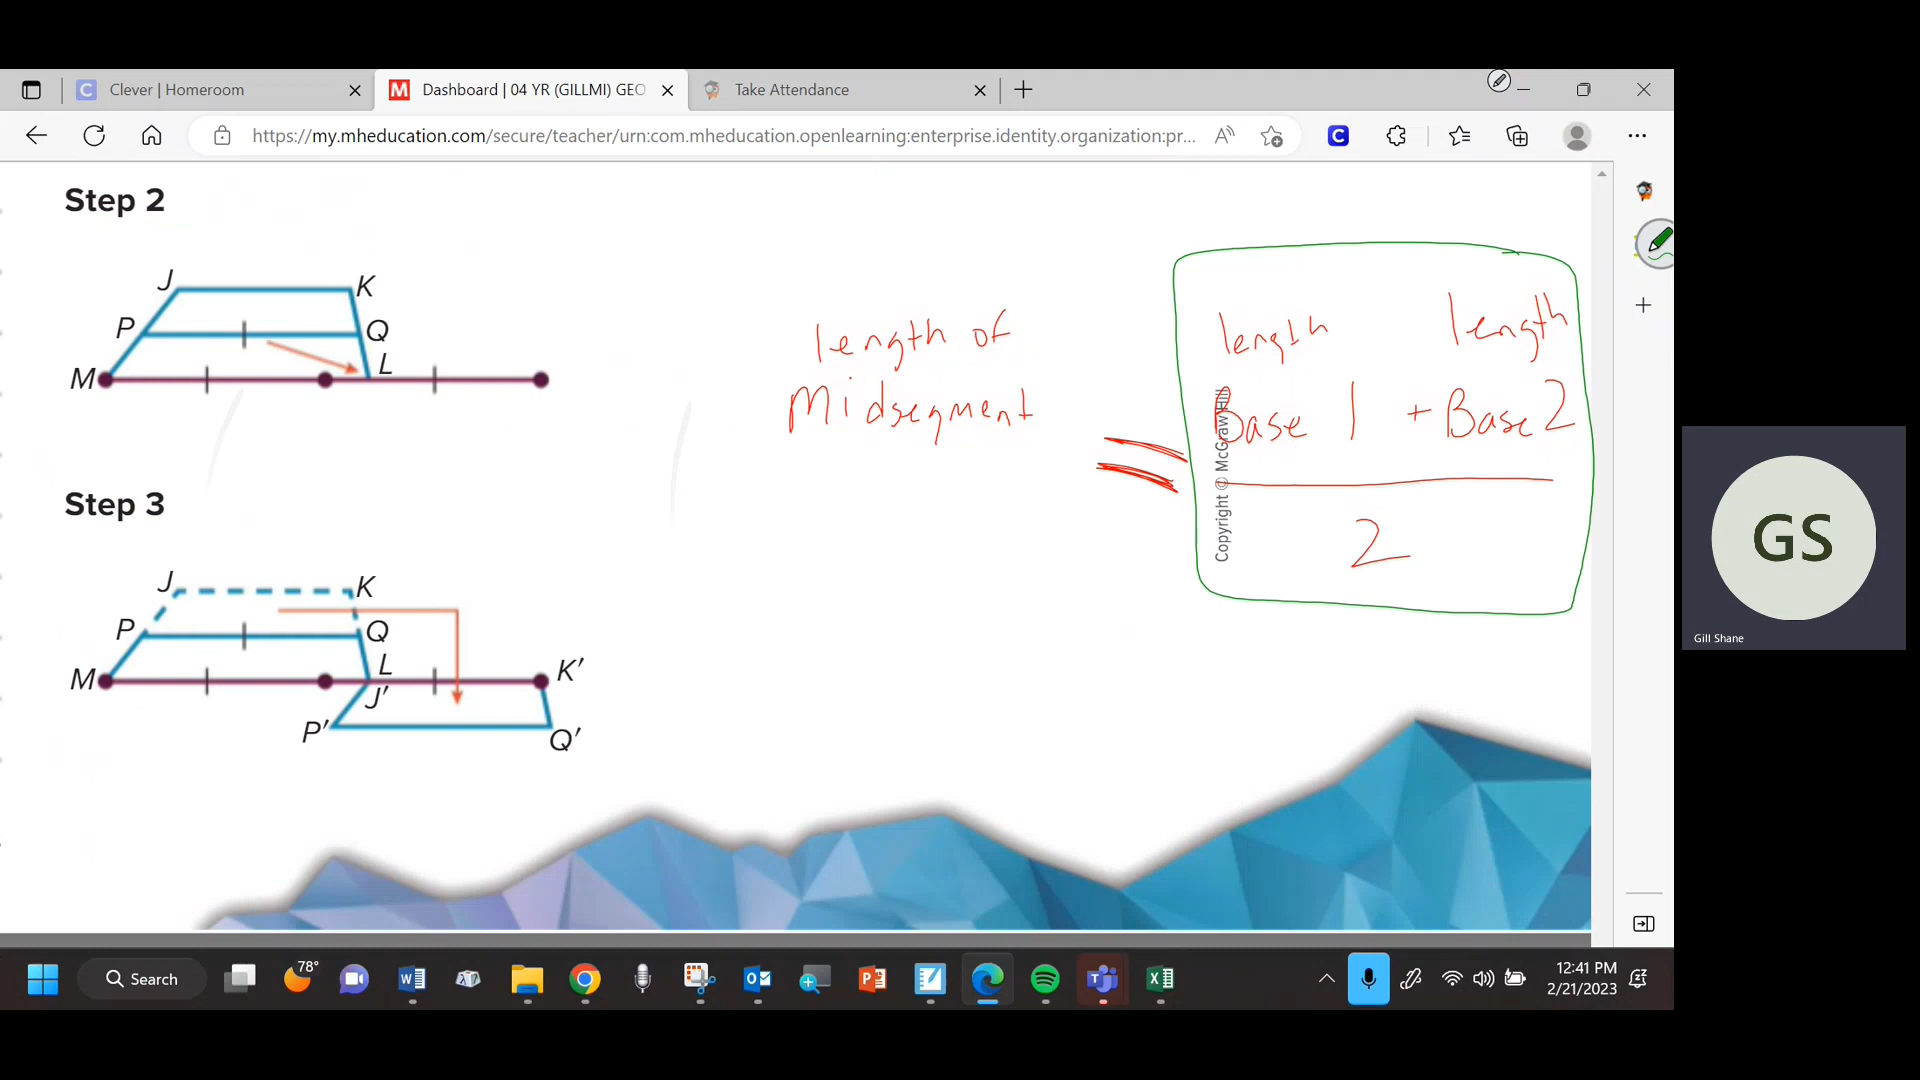 Clever | Homeroom
Dashboard | 04 YR (GILLMI) GEO
Take Attendance
https://my.mheducation.com/secure/teacher/urn:com.mheducation.openlearning:enterprise.identity.organization:pr...
Step 2
J K
P Q
M L
length of
Midsegment
=
length length
Base 1 + Base 2
2
Copyright © McGraw Hill
Step 3
J K
P Q
M L K'
J'
P' Q'
GS
Gill Shane
78°
Search
12:41 PM
2/21/2023